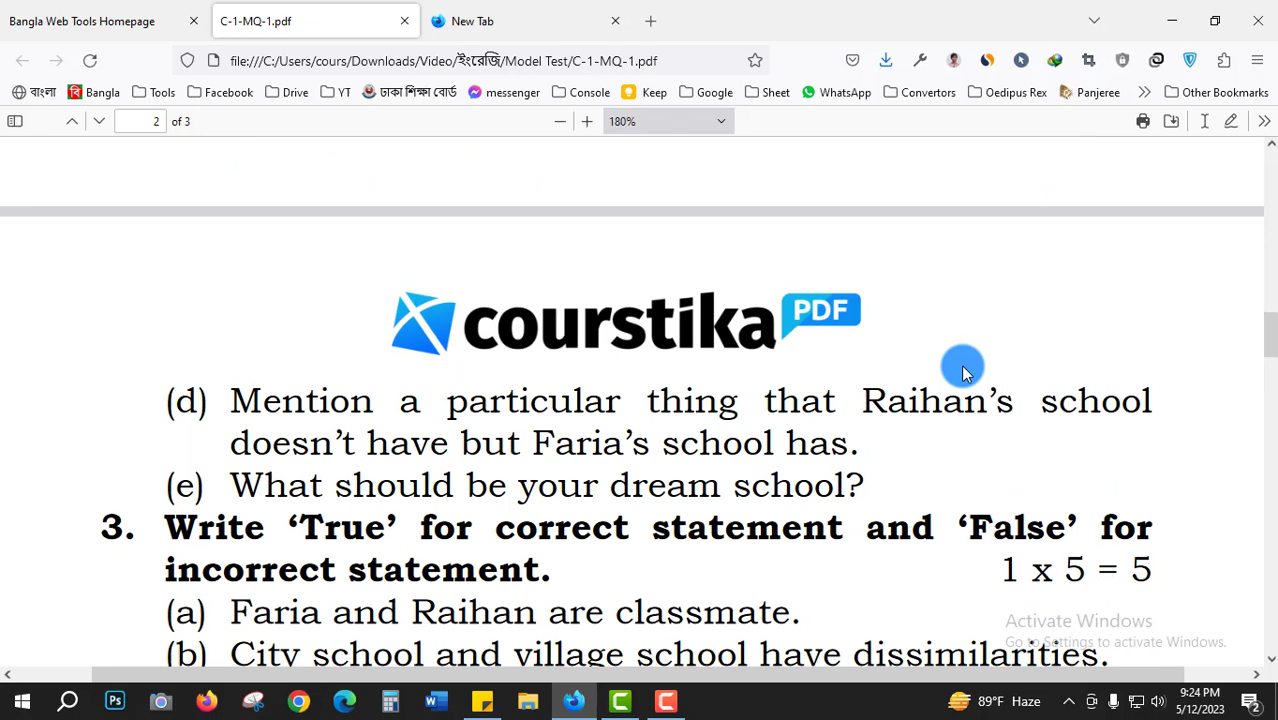 Bangla Web Tools Homepage
C-1-MQ-1.pdf
New Tab
file:///C:/Users/cours/Downloads/Video/ইংরেজি/Model Test/C-1-MQ-1.pdf
বাংলা
বি Bangla
Tools
Facebook
Drive
YT
ঢাকা শিক্ষা বোর্ড
messenger
Console
Keep
Google
Sheet
WhatsApp
Convertors
Oedipus Rex
Panjeree
Other Bookmarks
2 of 3
180%
courstika PDF
(d) Mention a particular thing that Raihan’s school
doesn’t have but Faria’s school has.
(e) What should be your dream school?
3. Write ‘True’ for correct statement and ‘False’ for
incorrect statement. 1 x 5 = 5
(a) Faria and Raihan are classmate.
(b) City school and village school have dissimilarities.
Activate Windows
Go to Settings to activate Windows.
Ps
W
C
C
89°F Haze
9:24 PM
5/12/2023
2